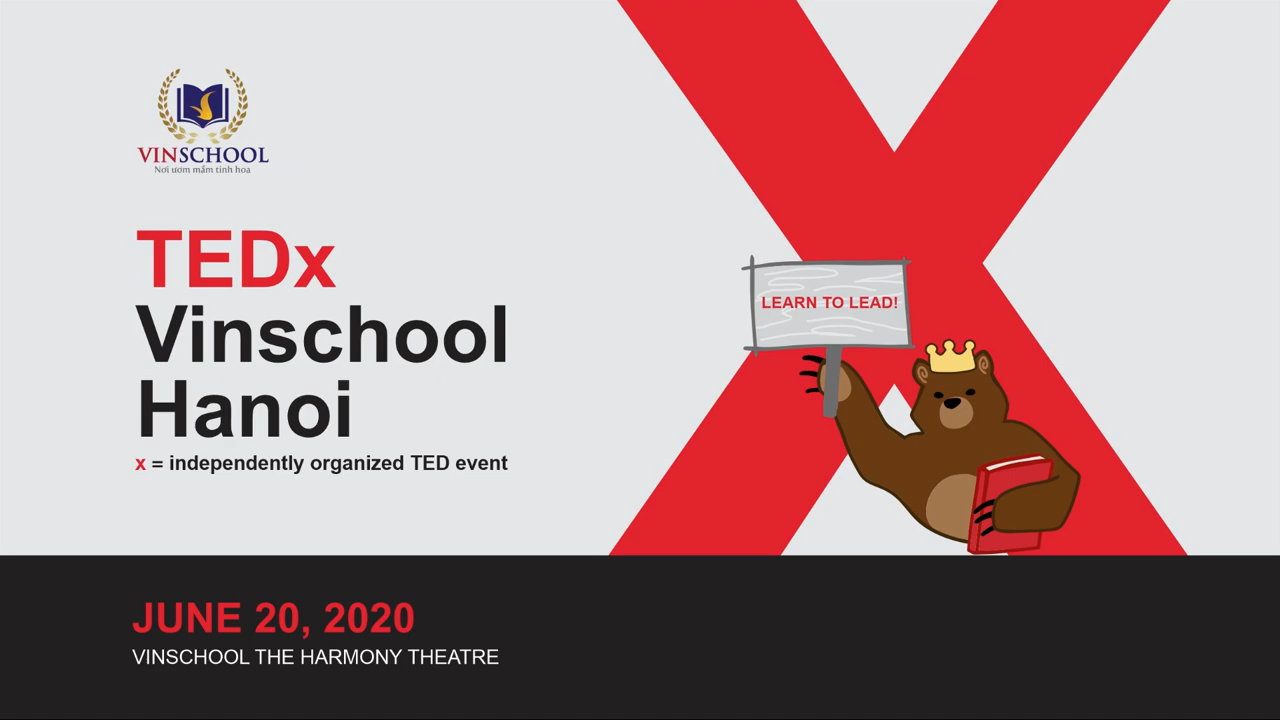 VINSCHOOL
Nơi ươm mầm tinh hoa
TEDx
Vinschool
Hanoi
x = independently organized TED event
LEARN TO LEAD!
JUNE 20, 2020
VINSCHOOL THE HARMONY THEATRE